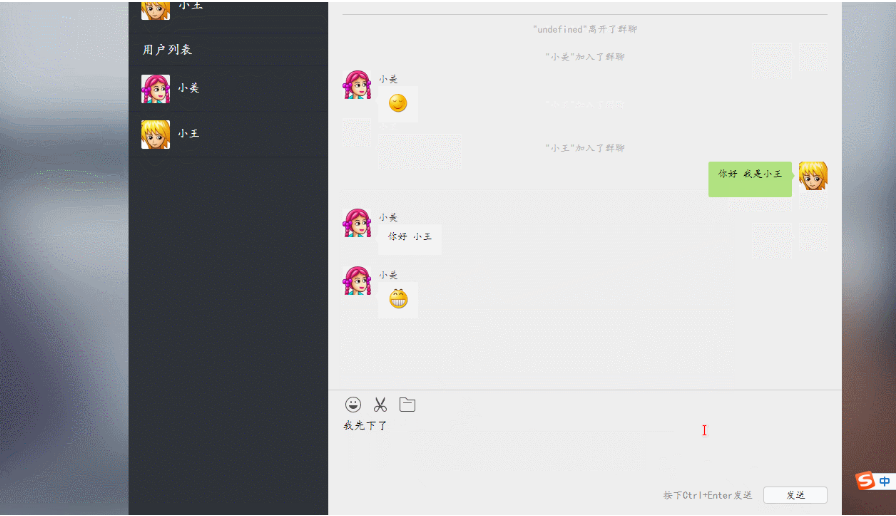 小王
用户列表
小美
小王
"undefined"离开了群聊
"小美"加入了群聊
小美
"小王"加入了群聊
你好 我是小王
小美
你好 小王
小美
我先下了
按下Ctrl+Enter发送
发送
S中